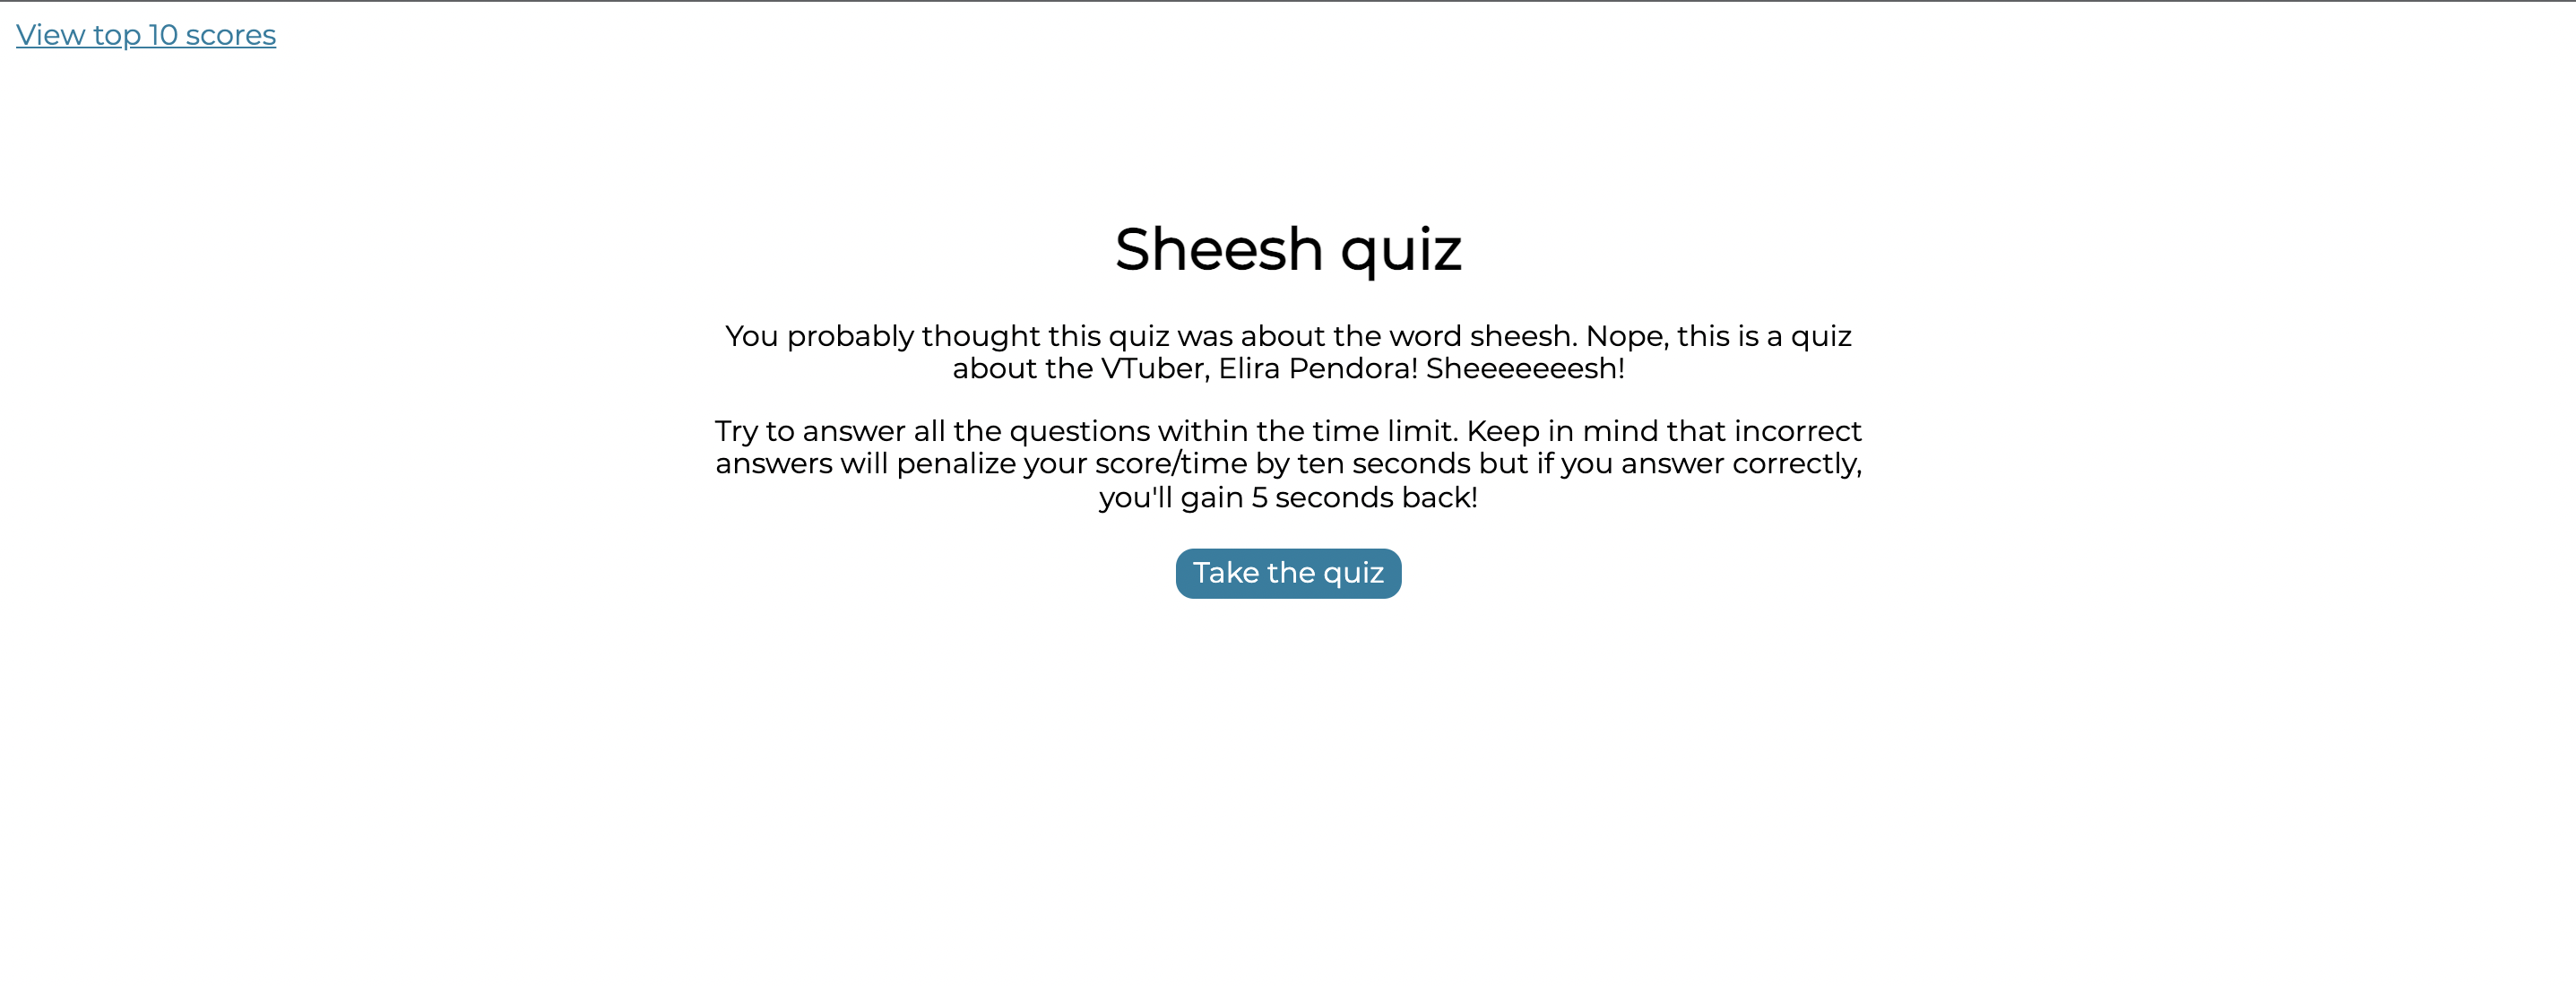 View top 10 scores
Sheesh quiz
You probably thought this quiz was about the word sheesh. Nope, this is a quiz
about the VTuber, Elira Pendora! Sheeeeeeesh!
Try to answer all the questions within the time limit. Keep in mind that incorrect
answers will penalize your score/time by ten seconds but if you answer correctly,
you'll gain 5 seconds back!
Take the quiz